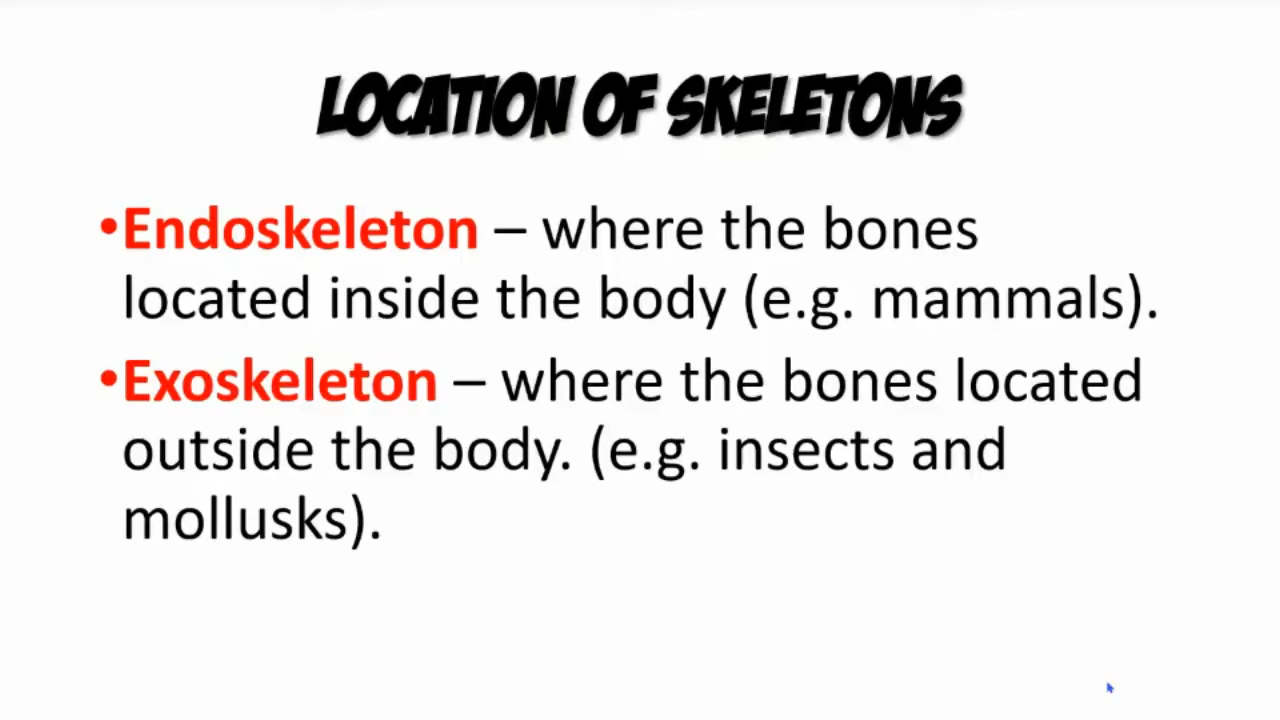 LOCATION OF SKELETONS
•Endoskeleton – where the bones
located inside the body (e.g. mammals).
•Exoskeleton – where the bones located
outside the body. (e.g. insects and
mollusks).